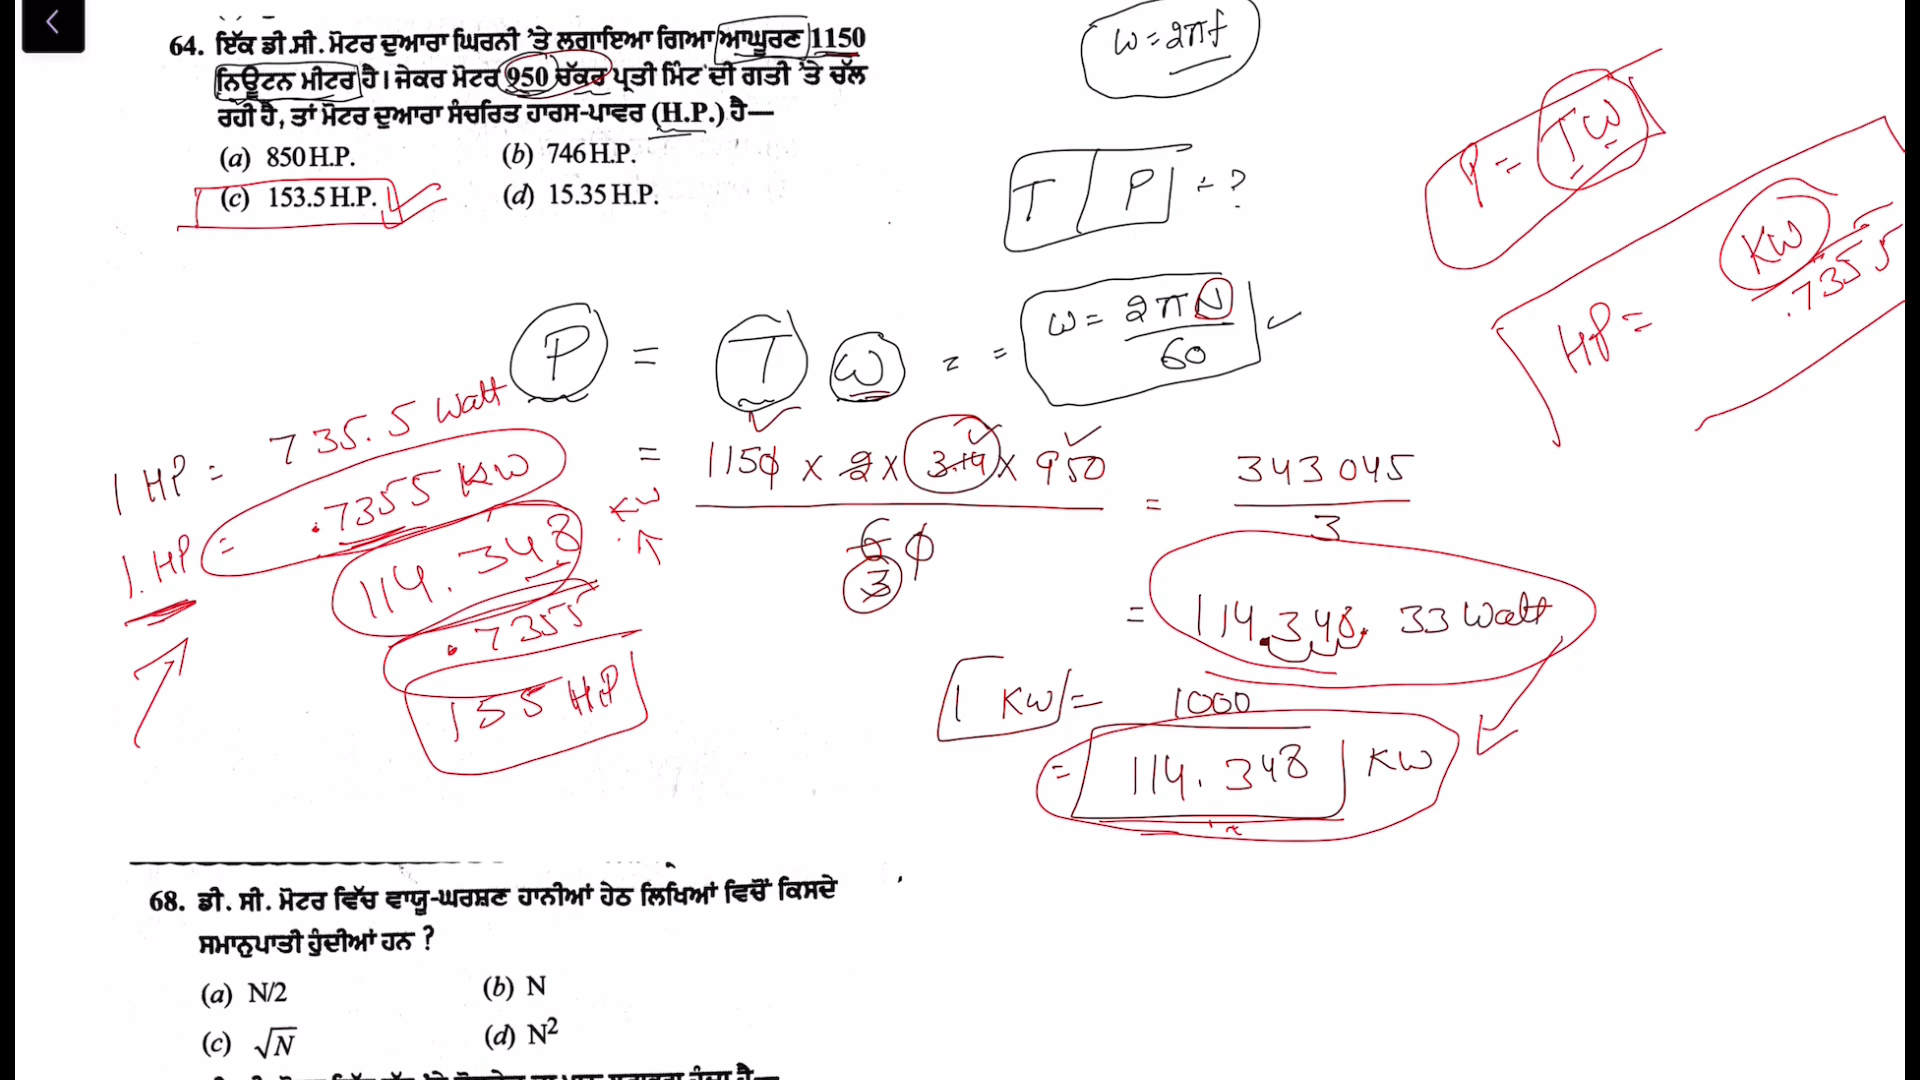 64. ਇੱਕ ਡੀ.ਸੀ. ਮੋਟਰ ਦੁਆਰਾ ਘਿਰਨੀ 'ਤੇ ਲਗਾਇਆ ਗਿਆ ਆਘੂਰਣ 1150
ਨਿਊਟਨ ਮੀਟਰ ਹੈ। ਜੇਕਰ ਮੋਟਰ 950 ਚੱਕਰ ਪ੍ਰਤੀ ਮਿੰਟ ਦੀ ਗਤੀ 'ਤੇ ਚੱਲ
ਰਹੀ ਹੈ, ਤਾਂ ਮੋਟਰ ਦੁਆਰਾ ਸੰਚਰਿਤ ਹਾਰਸ-ਪਾਵਰ (H.P.) ਹੈ—
(a) 850 H.P. (b) 746 H.P.
(c) 153.5 H.P. (d) 15.35 H.P.
ω = 2πf
T P = ?
P = Tω
HP = KW / .7355
P = T ω = = ω = 2πN / 60
1 HP = 735.5 Watt
1 HP = .7355 KW
= 1150 x 2 x 3.14 x 950 / 60 = 343045 / 3
3
114.348 KW
.7355
155 HP
= 114.348.33 Watt
1 KW = 1000
= 114.348 KW
68. ਡੀ. ਸੀ. ਮੋਟਰ ਵਿੱਚ ਵਾਯੂ-ਘਰਸ਼ਣ ਹਾਨੀਆਂ ਹੇਠ ਲਿਖਿਆਂ ਵਿਚੋਂ ਕਿਸਦੇ
ਸਮਾਨੁਪਾਤੀ ਹੁੰਦੀਆਂ ਹਨ ?
(a) N/2 (b) N
(c) √N (d) N²